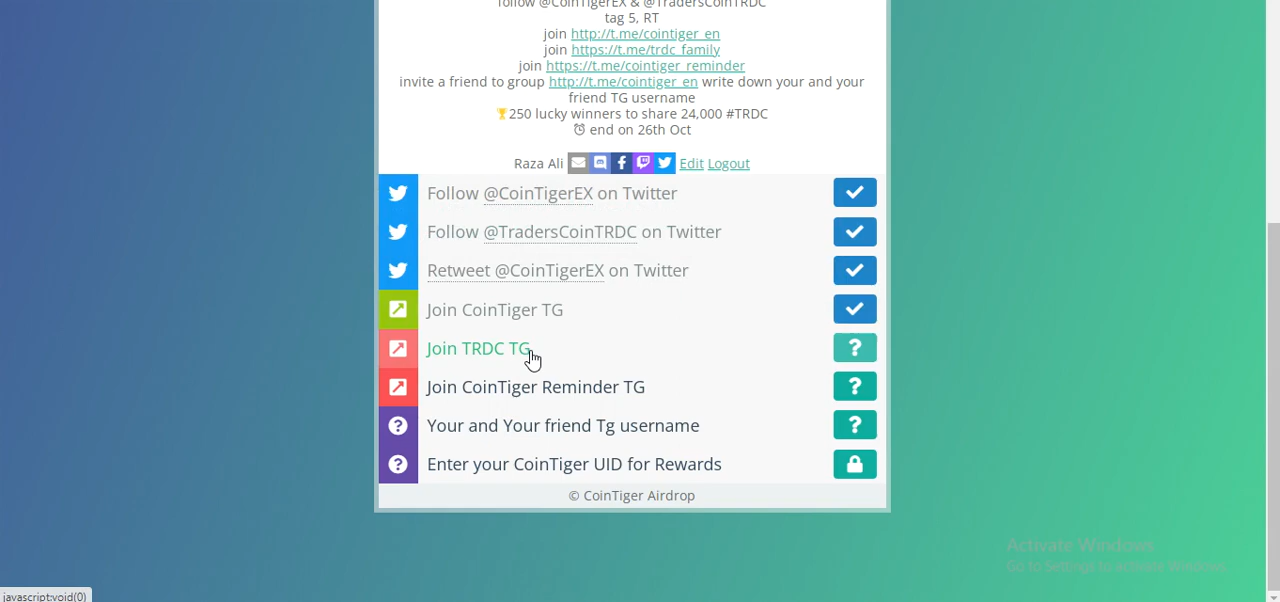 follow @CoinTigerEX & @TradersCoinTRDC
tag 5, RT
join http://t.me/cointiger_en
join https://t.me/trdc_family
join https://t.me/cointiger_reminder
invite a friend to group http://t.me/cointiger_en write down your and your
friend TG username
🏆250 lucky winners to share 24,000 #TRDC
⏰ end on 26th Oct
Raza Ali Edit Logout
Follow @CoinTigerEX on Twitter
Follow @TradersCoinTRDC on Twitter
Retweet @CoinTigerEX on Twitter
Join CoinTiger TG
Join TRDC TG ?
Join CoinTiger Reminder TG ?
? Your and Your friend Tg username ?
? Enter your CoinTiger UID for Rewards
© CoinTiger Airdrop
Activate Windows
Go to Settings to activate Windows.
javascript:void(0)